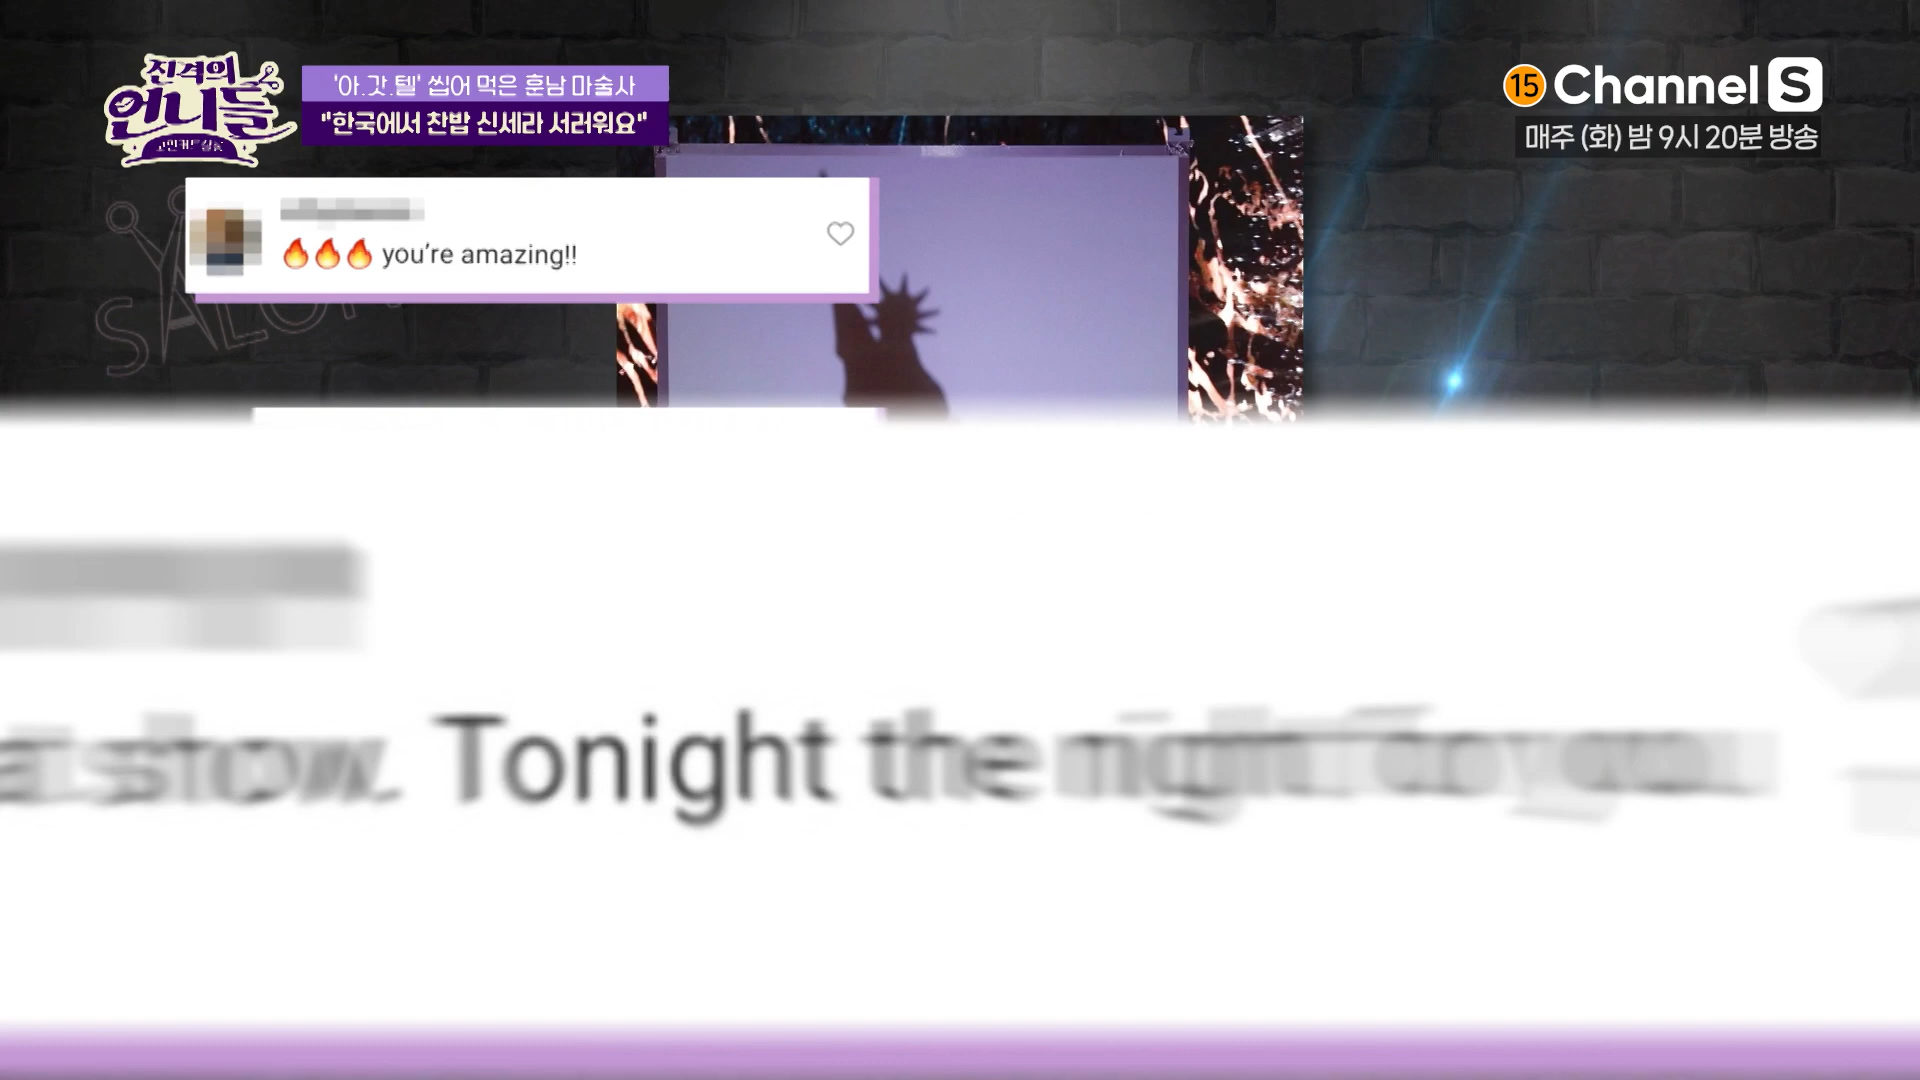 진격의
언니들
'아.갓.텔' 씹어 먹은 훈남 마술사
"한국에서 찬밥 신세라 서러워요"
15 Channel S
매주 (화) 밤 9시 20분 방송
🔥🔥🔥 you're amazing!!
SALON
show. Tonight the